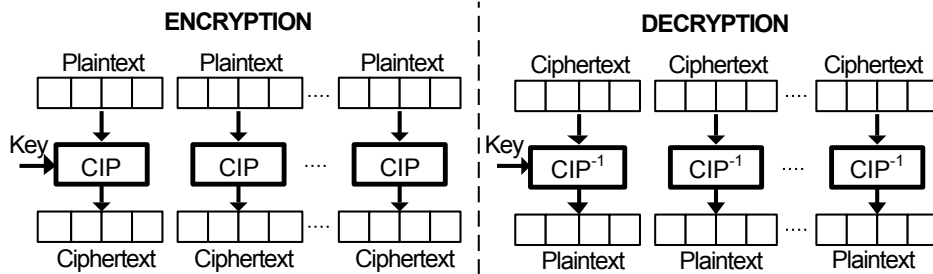 ENCRYPTION
Plaintext Plaintext Plaintext
....
Key CIP CIP .... CIP
....
Ciphertext Ciphertext Ciphertext
DECRYPTION
Ciphertext Ciphertext Ciphertext
....
Key CIP⁻¹ CIP⁻¹ .... CIP⁻¹
....
Plaintext Plaintext Plaintext